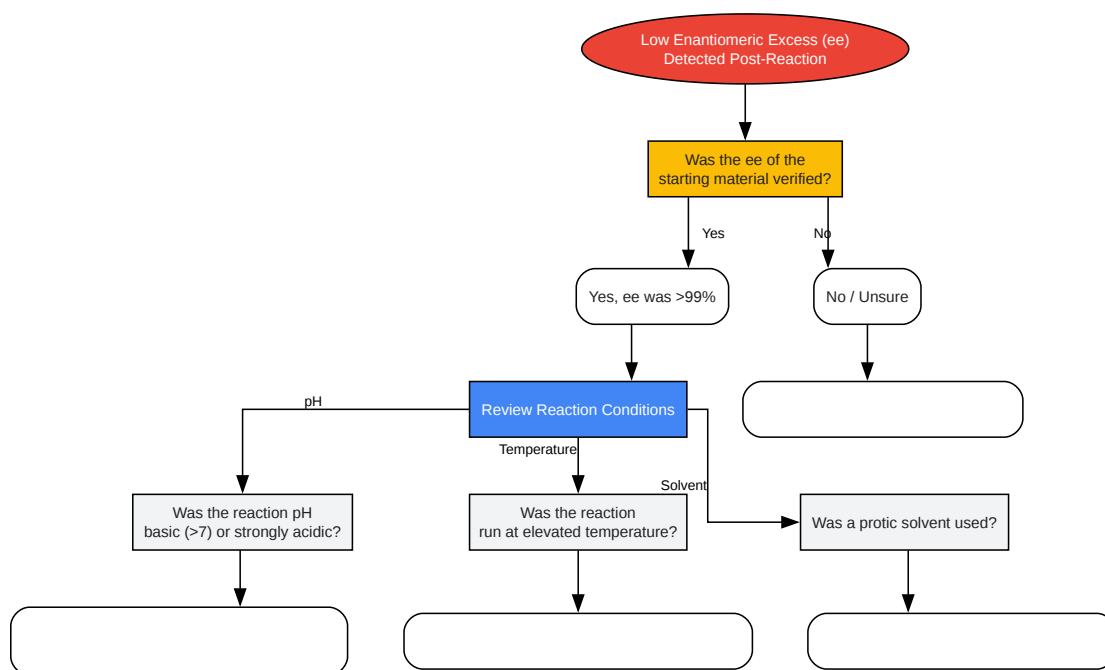 Low Enantiomeric Excess (ee)
Detected Post-Reaction
Was the ee of the
starting material verified?
Yes
No
Yes, ee was >99%
No / Unsure
Review Reaction Conditions
pH
Temperature
Solvent
Was the reaction pH
basic (>7) or strongly acidic?
Was the reaction
run at elevated temperature?
Was a protic solvent used?